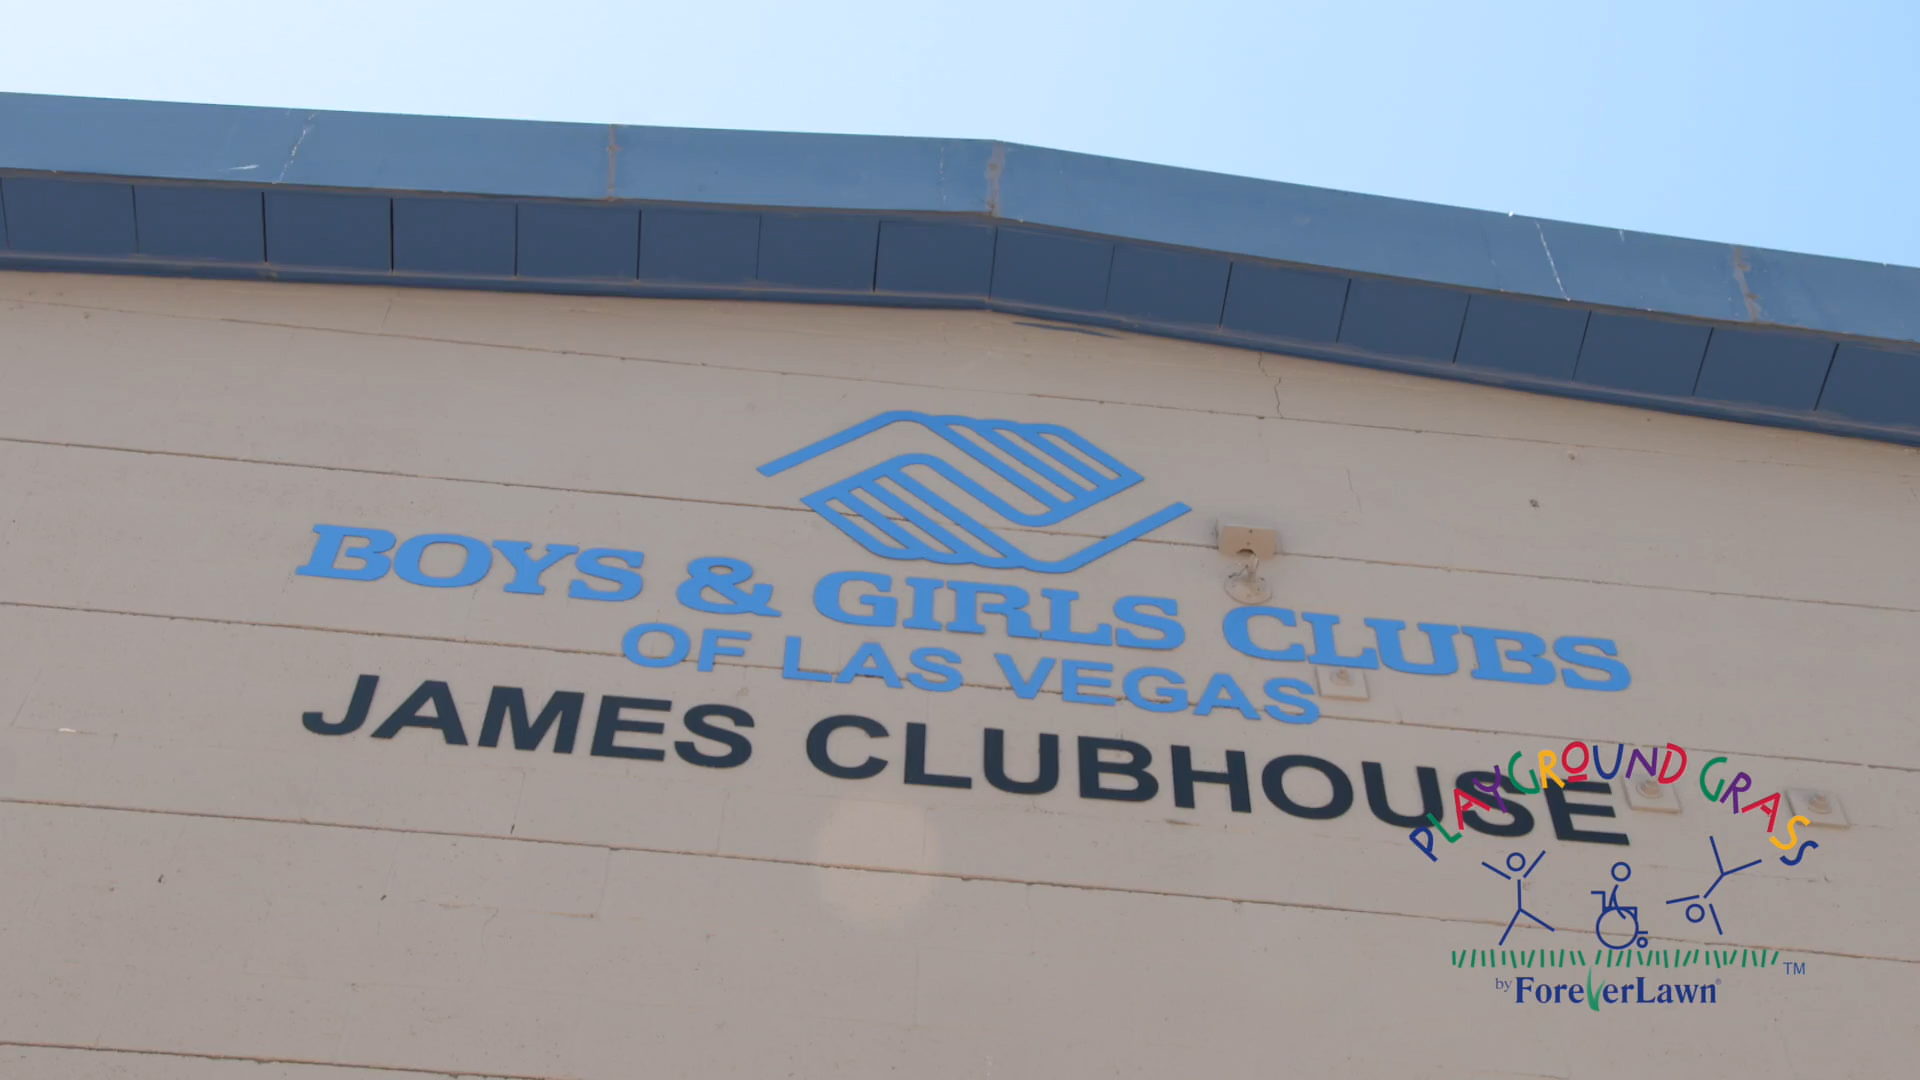 BOYS & GIRLS CLUBS
OF LAS VEGAS
JAMES CLUBHOUSE
PLAYGROUND GRASS
TM
by ForeverLawn®